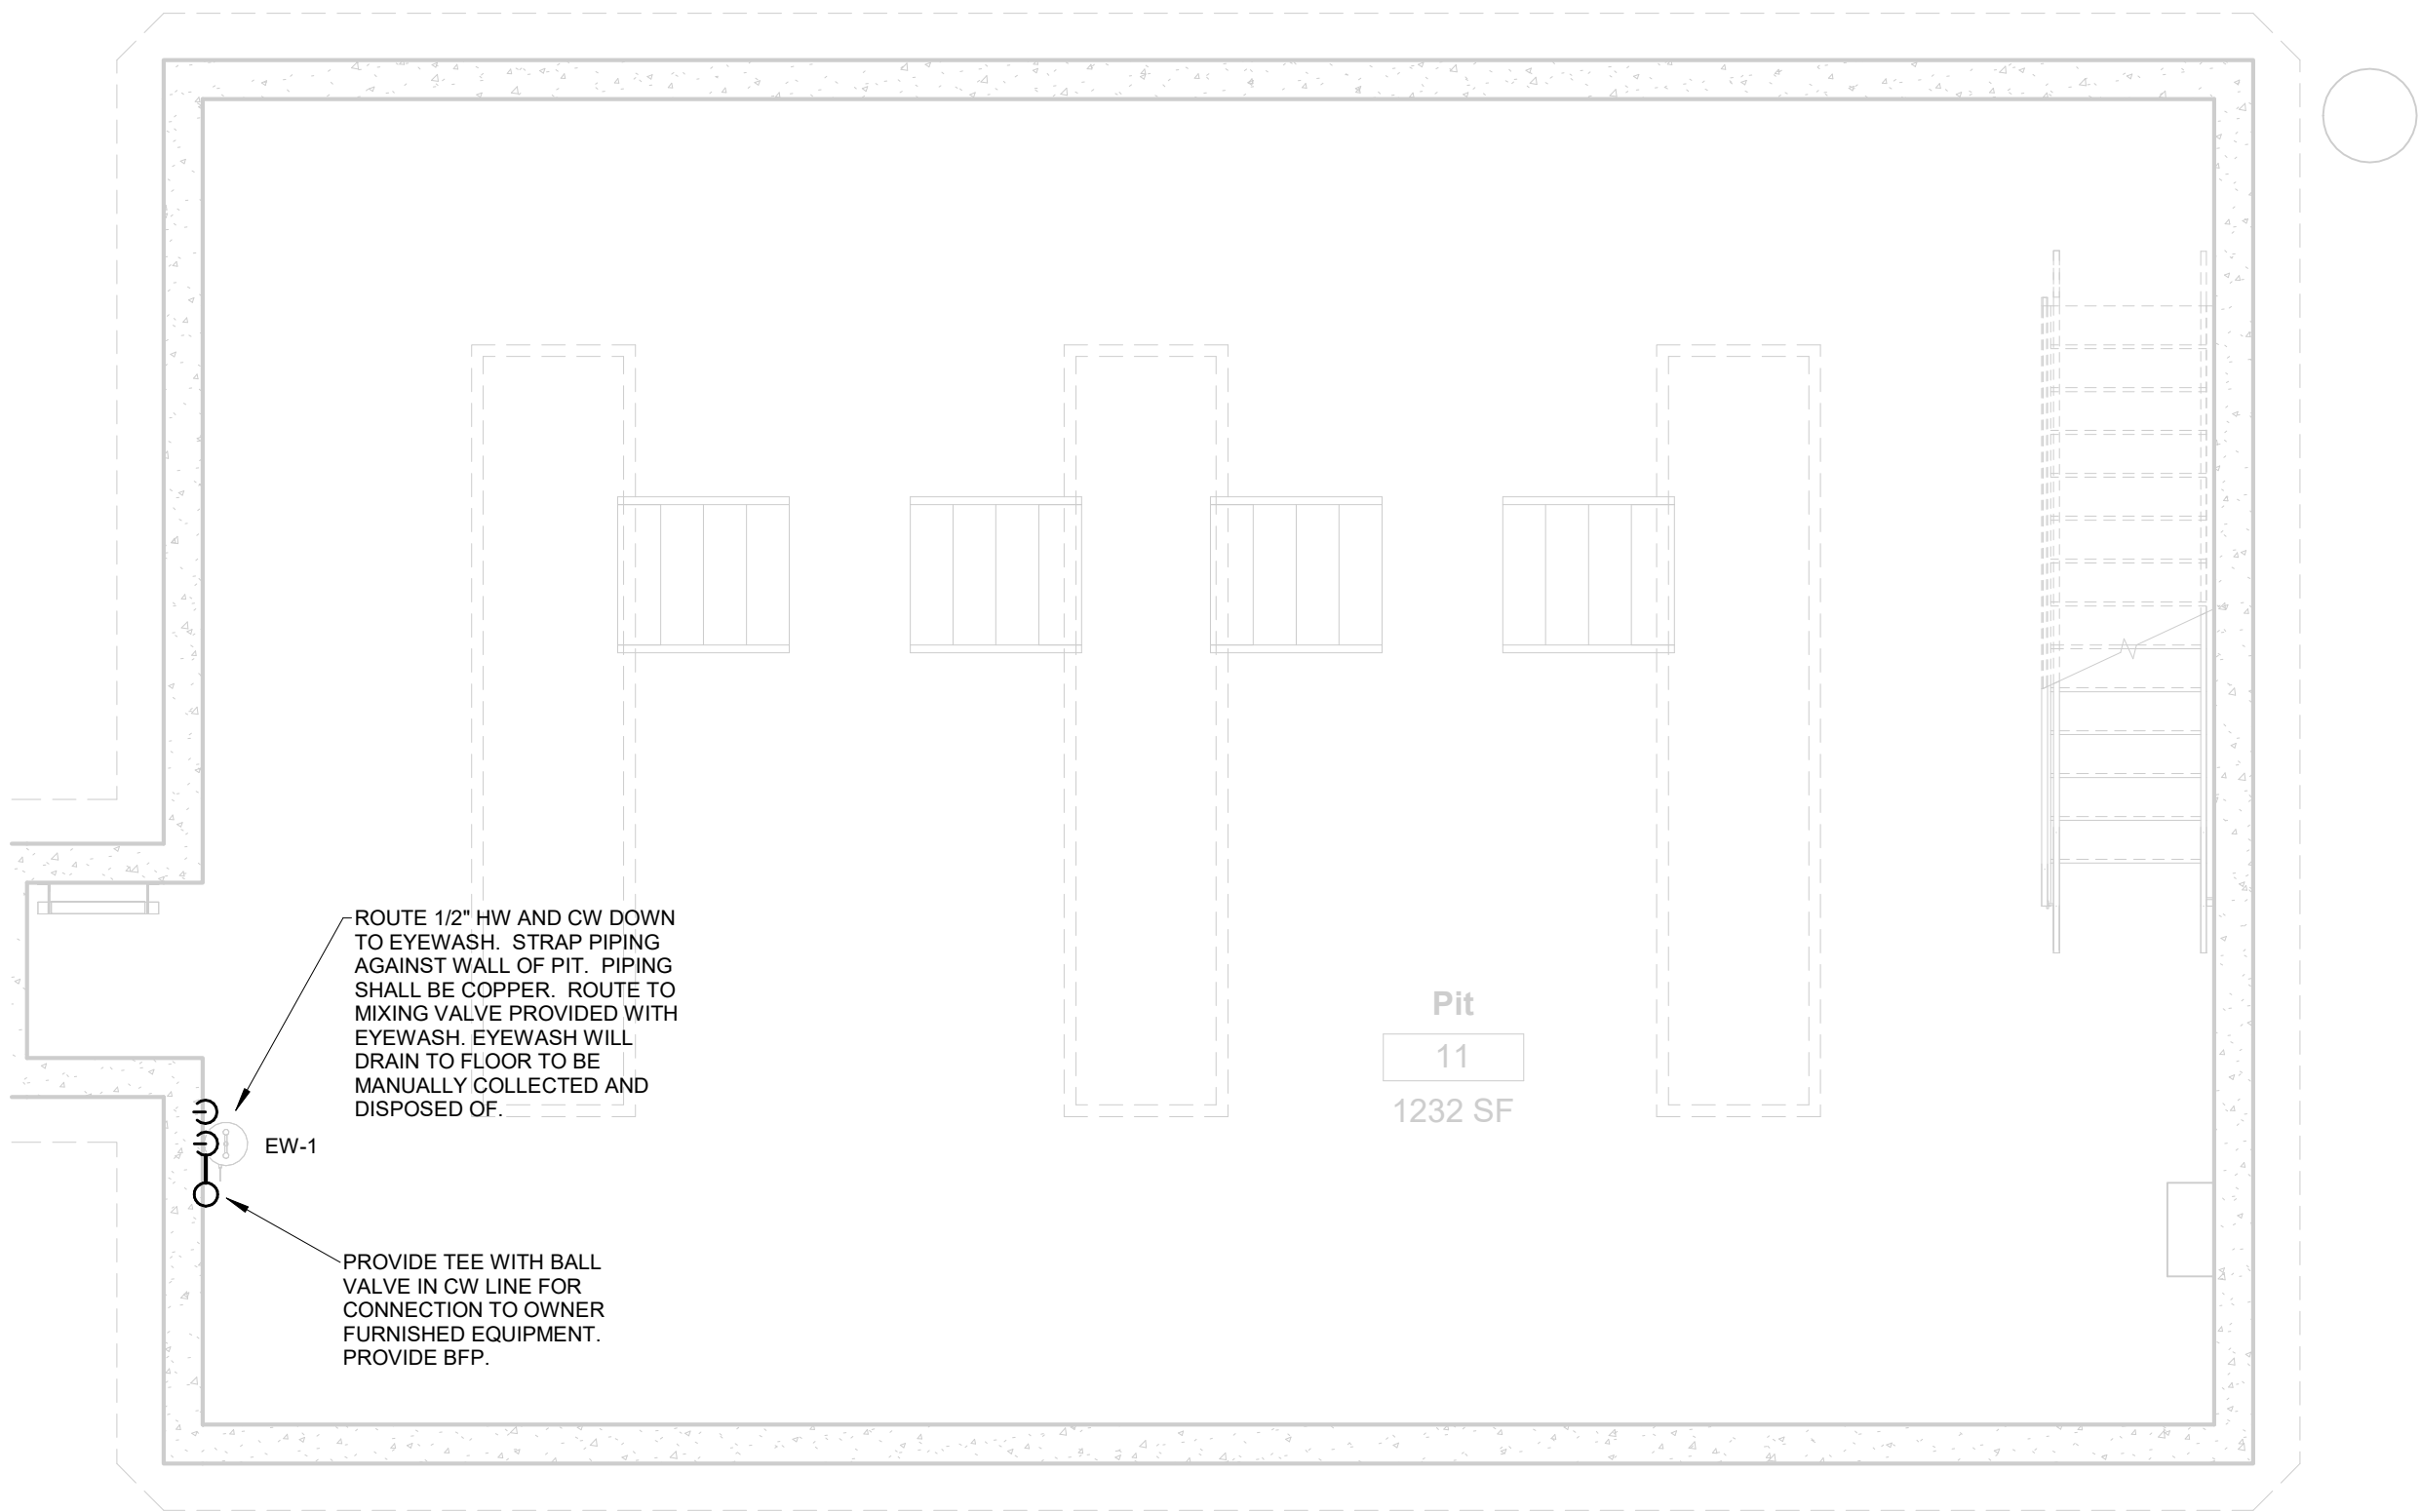 ROUTE 1/2" HW AND CW DOWN
TO EYEWASH. STRAP PIPING
AGAINST WALL OF PIT. PIPING
SHALL BE COPPER. ROUTE TO
MIXING VALVE PROVIDED WITH
EYEWASH. EYEWASH WILL
DRAIN TO FLOOR TO BE
MANUALLY COLLECTED AND
DISPOSED OF.
Pit
11
1232 SF
EW-1
PROVIDE TEE WITH BALL
VALVE IN CW LINE FOR
CONNECTION TO OWNER
FURNISHED EQUIPMENT.
PROVIDE BFP.